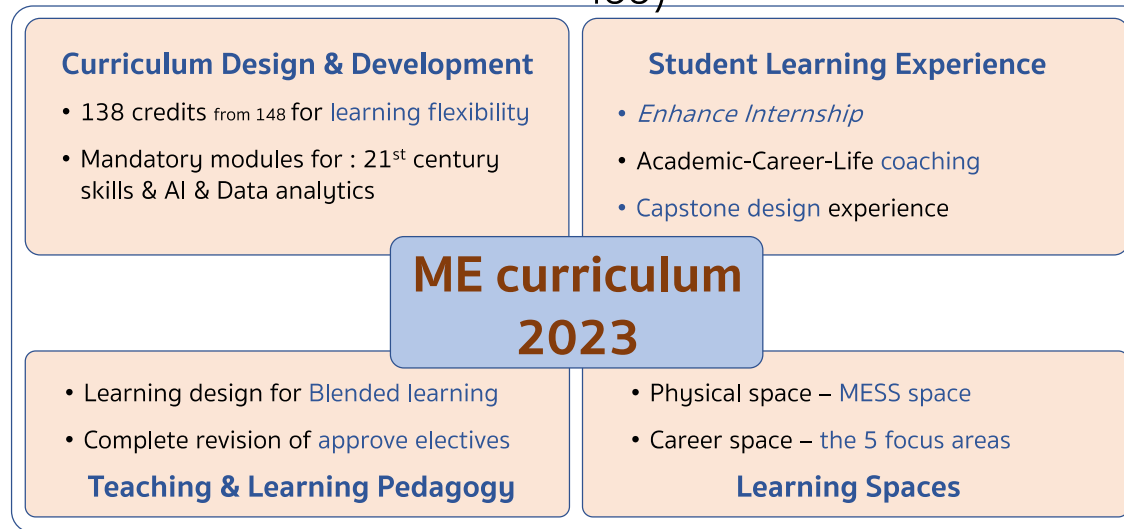 Curriculum Design & Development
• 138 credits from 148 for learning flexibility
• Mandatory modules for : 21st century
skills & AI & Data analytics
Student Learning Experience
• Enhance Internship
• Academic-Career-Life coaching
• Capstone design experience
ME curriculum
2023
• Learning design for Blended learning
• Complete revision of approve electives
Teaching & Learning Pedagogy
• Physical space – MESS space
• Career space – the 5 focus areas
Learning Spaces